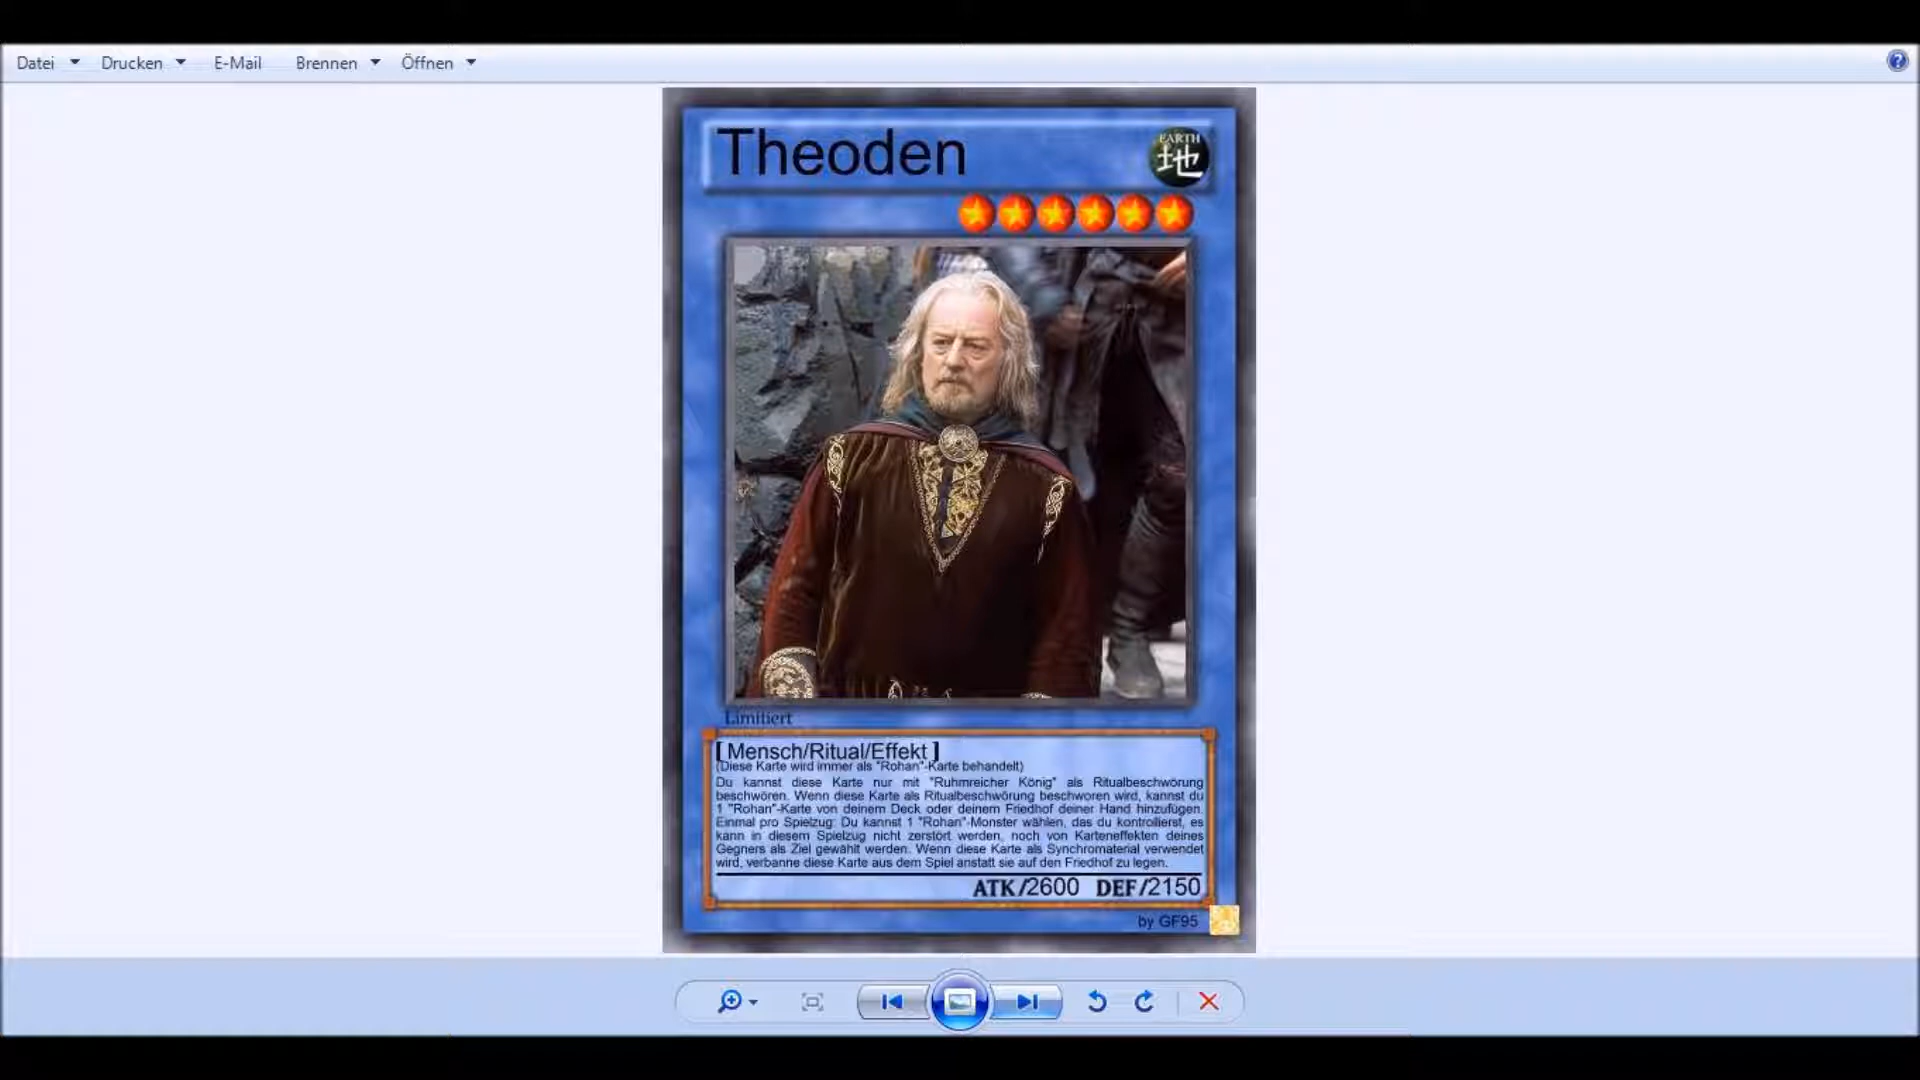 Datei Drucken E-Mail Brennen Öffnen
Theoden
EARTH
地
Limitiert
[ Mensch/Ritual/Effekt ]
(Diese Karte wird immer als "Rohan"-Karte behandelt)
Du kannst diese Karte nur mit "Ruhmreicher König" als Ritualbeschwörung
beschwören. Wenn diese Karte als Ritualbeschwörung beschworen wird, kannst du
1 "Rohan"-Karte von deinem Deck oder deinem Friedhof deiner Hand hinzufügen.
Einmal pro Spielzug: Du kannst 1 "Rohan"-Monster wählen, das du kontrollierst, es
kann in diesem Spielzug nicht zerstört werden, noch von Karteneffekten deines
Gegners als Ziel gewählt werden. Wenn diese Karte als Synchromaterial verwendet
wird, verbanne diese Karte aus dem Spiel anstatt sie auf den Friedhof zu legen.
ATK/2600 DEF/2150
by GF95